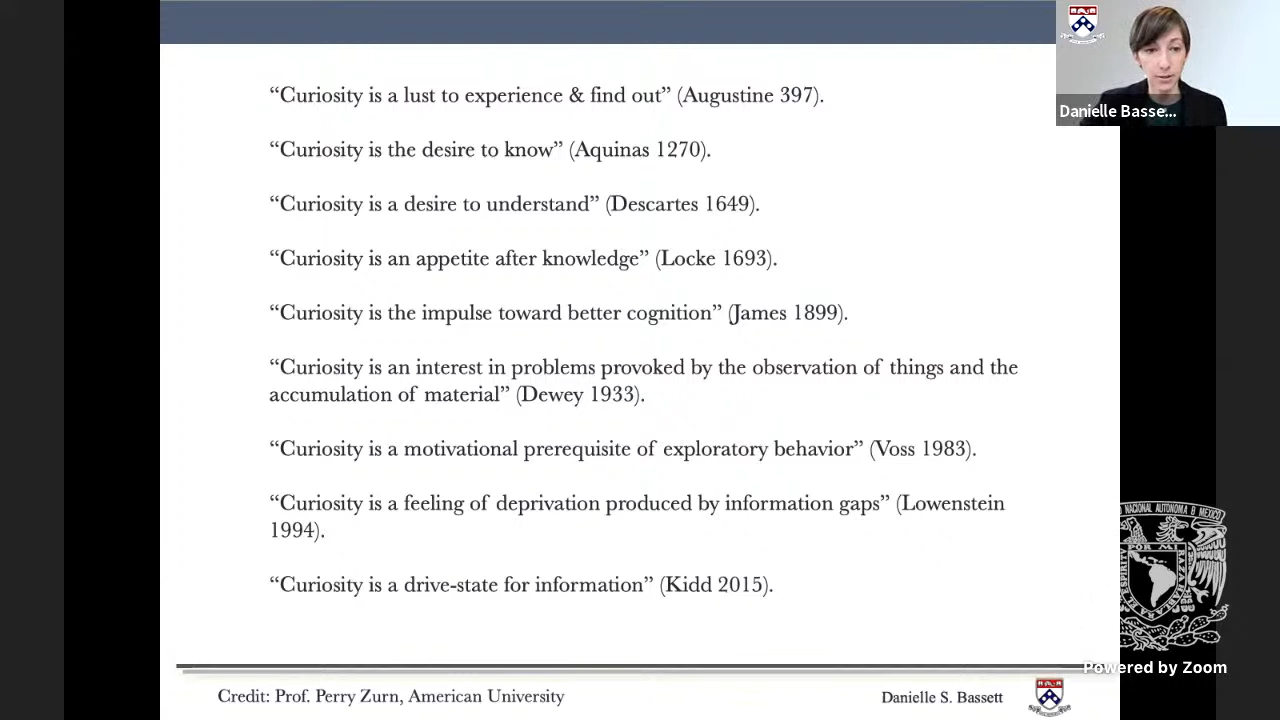 “Curiosity is a lust to experience & find out” (Augustine 397).
“Curiosity is the desire to know” (Aquinas 1270).
“Curiosity is a desire to understand” (Descartes 1649).
“Curiosity is an appetite after knowledge” (Locke 1693).
“Curiosity is the impulse toward better cognition” (James 1899).
“Curiosity is an interest in problems provoked by the observation of things and the
accumulation of material” (Dewey 1933).
“Curiosity is a motivational prerequisite of exploratory behavior” (Voss 1983).
“Curiosity is a feeling of deprivation produced by information gaps” (Lowenstein
1994).
“Curiosity is a drive-state for information” (Kidd 2015).
Credit: Prof. Perry Zurn, American University
Danielle S. Bassett
Danielle Basse...
NACIONAL AUTONOMA
POR MI RAZA
Powered by Zoom